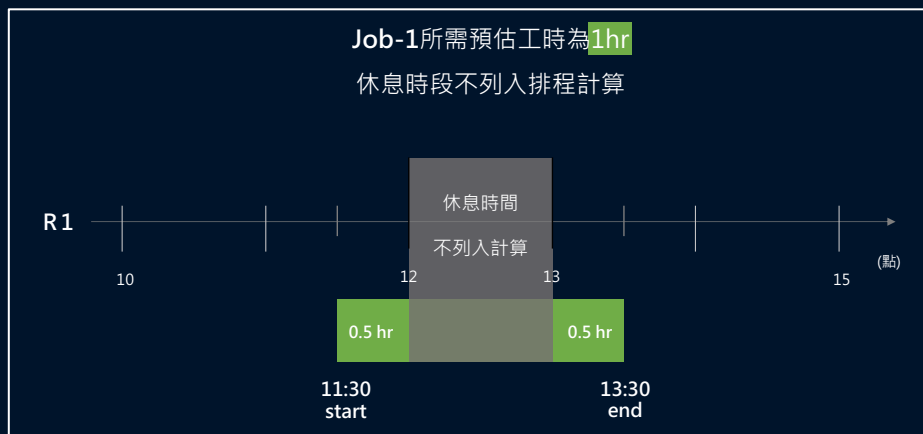 Job-1所需預估工時為1hr
休息時段不列入排程計算
休息時間
R1
不列入計算
(點)
10
12
13
15
0.5 hr
0.5 hr
11:30
start
13:30
end